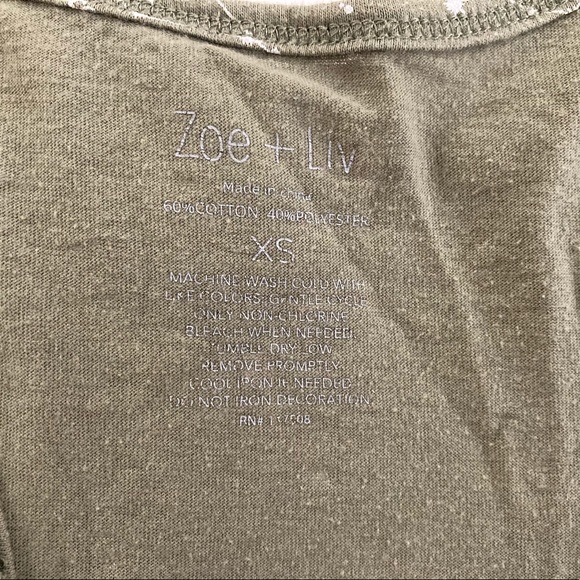 Zoe + Liv
Made in China
60%COTTON 40%POLYESTER
XS
MACHINE WASH COLD WITH
LIKE COLORS, GENTLE CYCLE
ONLY NON-CHLORINE
BLEACH WHEN NEEDED
TUMBLE DRY LOW
REMOVE PROMPTLY
COOL IRON IF NEEDED
DO NOT IRON DECORATION
RN#